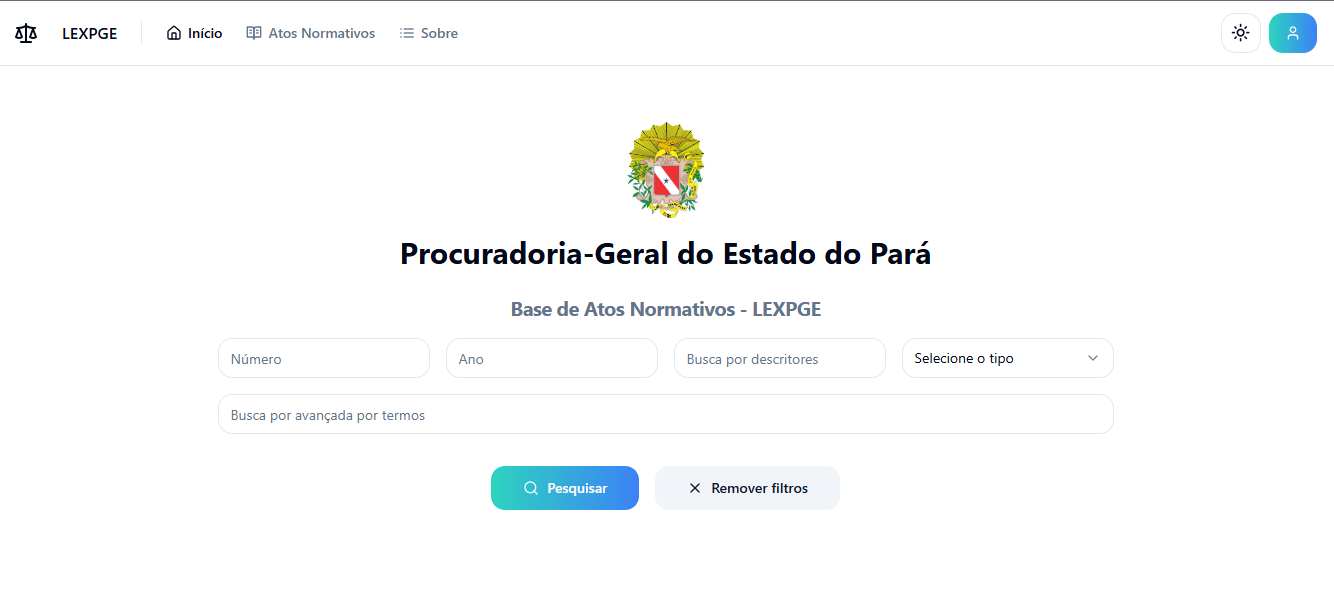 LEXPGE
Início
Atos Normativos
Sobre
Procuradoria-Geral do Estado do Pará
Base de Atos Normativos - LEXPGE
Número
Ano
Busca por descritores
Selecione o tipo
Busca por avançada por termos
Pesquisar
Remover filtros